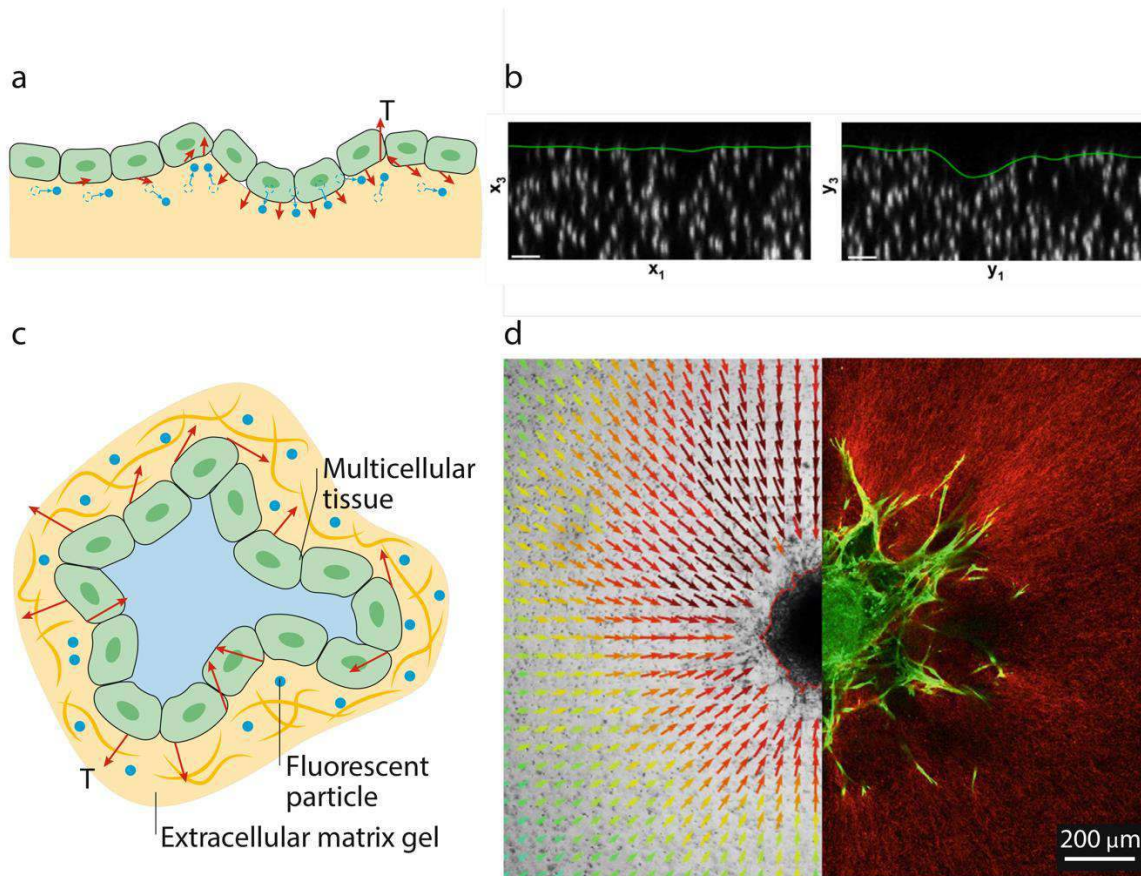 a
T
b
x3
x1
y3
y1
c
Multicellular
tissue
Fluorescent
particle
T
Extracellular matrix gel
d
200 µm